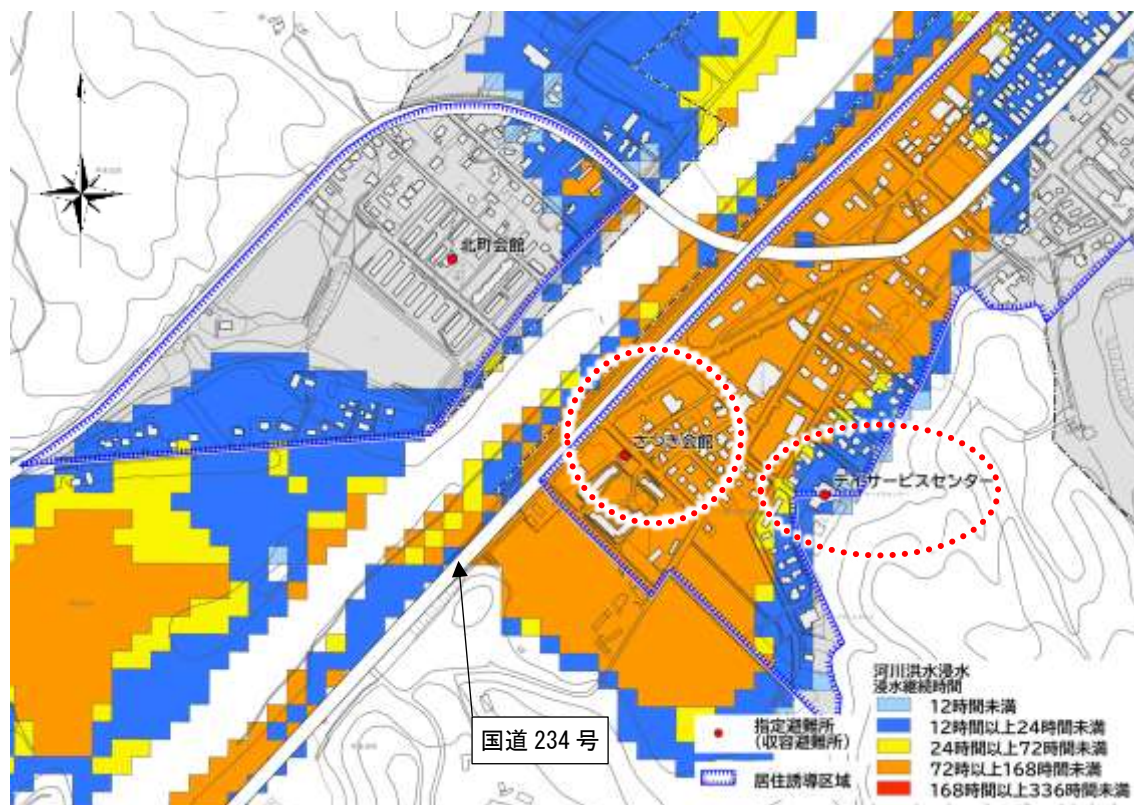 北町会館
さつき会館
デイサービスセンター
国道 234 号
指定避難所
(収容避難所)
居住誘導区域
河川洪水浸水
浸水継続時間
12時間未満
12時間以上24時間未満
24時間以上72時間未満
72時以上168時間未満
168時間以上336時間未満